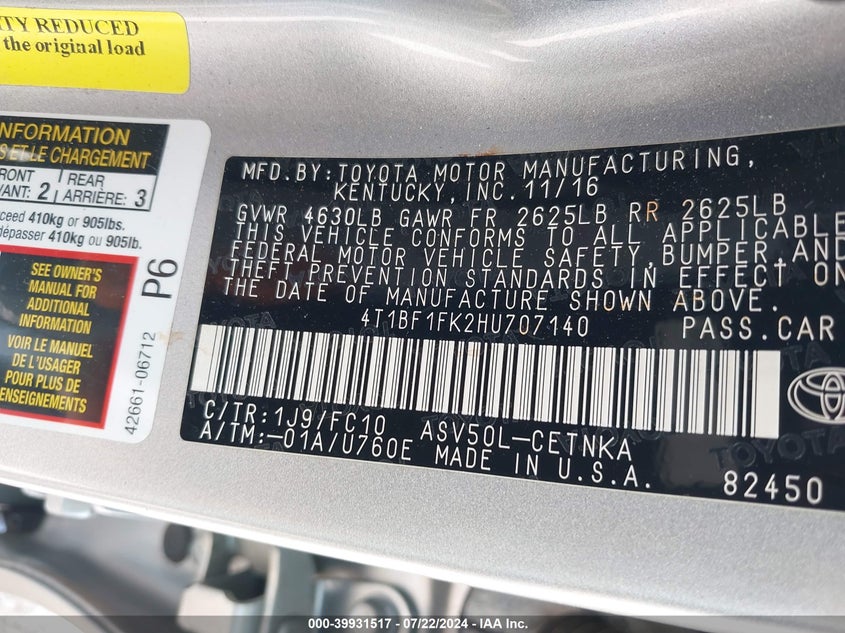 ITY REDUCED
the original load
INFORMATION
ET LE CHARGEMENT
FRONT
REAR
VANT: 2
ARRIÈRE: 3
905lbs.
410kg or 905lbs.
dépasser 410kg ou 905lb.
SEE OWNER'S
MANUAL FOR
ADDITIONAL
INFORMATION
VOIR LE MANUEL
DE L'USAGER
POUR PLUS DE
ENSEIGNEMENTS
P6
42661-06712
MFD.BY:TOYOTA MOTOR MANUFACTURING,
KENTUCKY,INC.11/16
GVWR 4630LB GAWR FR 2625LB RR 2625LB
THIS VEHICLE CONFORMS TO ALL APPLICABLE
FEDERAL MOTOR VEHICLE SAFETY,BUMPER,AND
THEFT PREVENTION STANDARDS IN EFFECT ON
THE DATE OF MANUFACTURE SHOWN ABOVE.
4T1BF1FK2HU707140 PASS.CAR
C/TR:1J9/FC10 ASV50L-CETNKA
A/TM:-01A/U760E MADE IN U.S.A.
82450
000-39931517 - 07/22/2024 - IAA Inc.